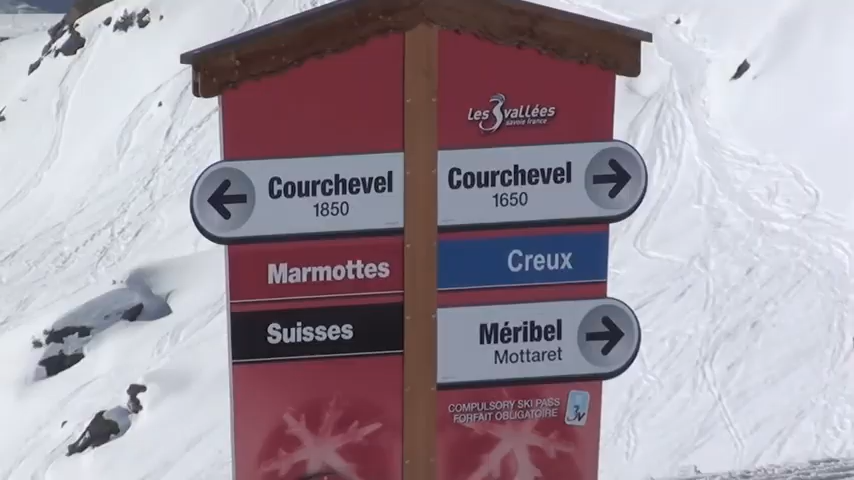 Les 3 vallées
savoie france
Courchevel
1850
Courchevel
1650
Marmottes
Creux
Suisses
Méribel
Mottaret
COMPULSORY SKI PASS
FORFAIT OBLIGATOIRE
3V